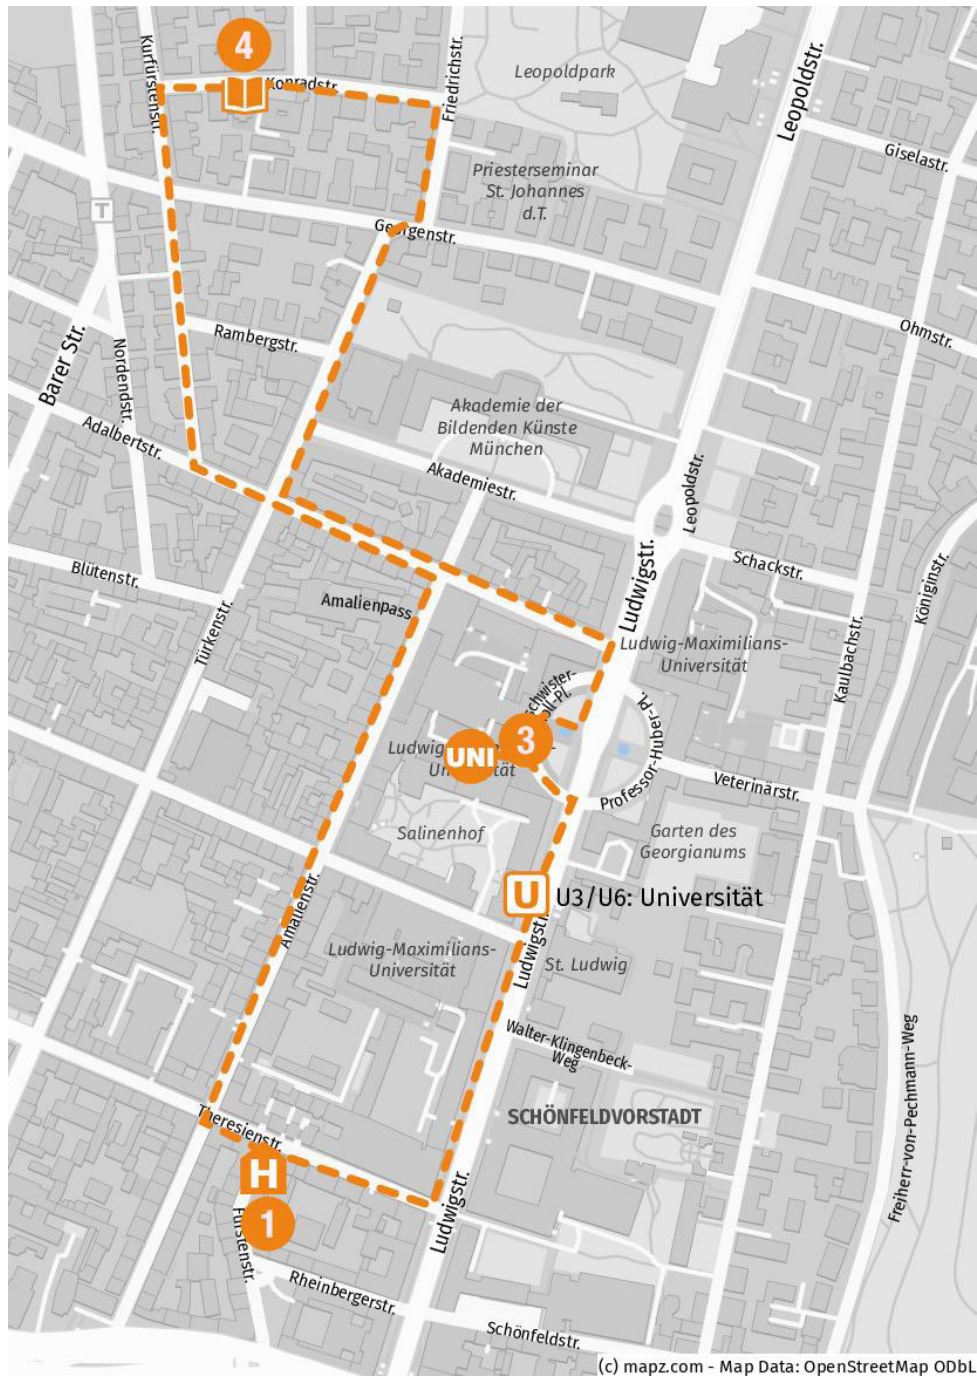 4
Kurfürstenstr.
Konradstr.
Friedrichstr.
Leopoldpark
Leopoldstr.
Giselastr.
Priesterseminar
St. Johannes
d.T.
T
Georgenstr.
Ohmstr.
Rambergstr.
Barer Str.
Nordendstr.
Akademie der
Bildenden Künste
München
Adalbertstr.
Akademiestr.
Leopoldstr.
Ludwigstr.
Schackstr.
Königinstr.
Blütenstr.
Amalienpass
Türkenstr.
Ludwig-Maximilians-
Universität
Kaulbachstr.
3
UNI
Professor-Huber-Pl.
Veterinärstr.
Salinenhof
Garten des
Georgianums
U
U3/U6: Universität
Amalienstr.
Ludwigstr.
Ludwig-Maximilians-
Universität
St. Ludwig
Walter-Klingenbeck-
Weg
Freiherr-von-Pechmann-Weg
SCHÖNFELDVORSTADT
Theresienstr.
H
1
Fürstenstr.
Ludwigstr.
Rheinbergerstr.
Schönfeldstr.
(c) mapz.com - Map Data: OpenStreetMap ODbL